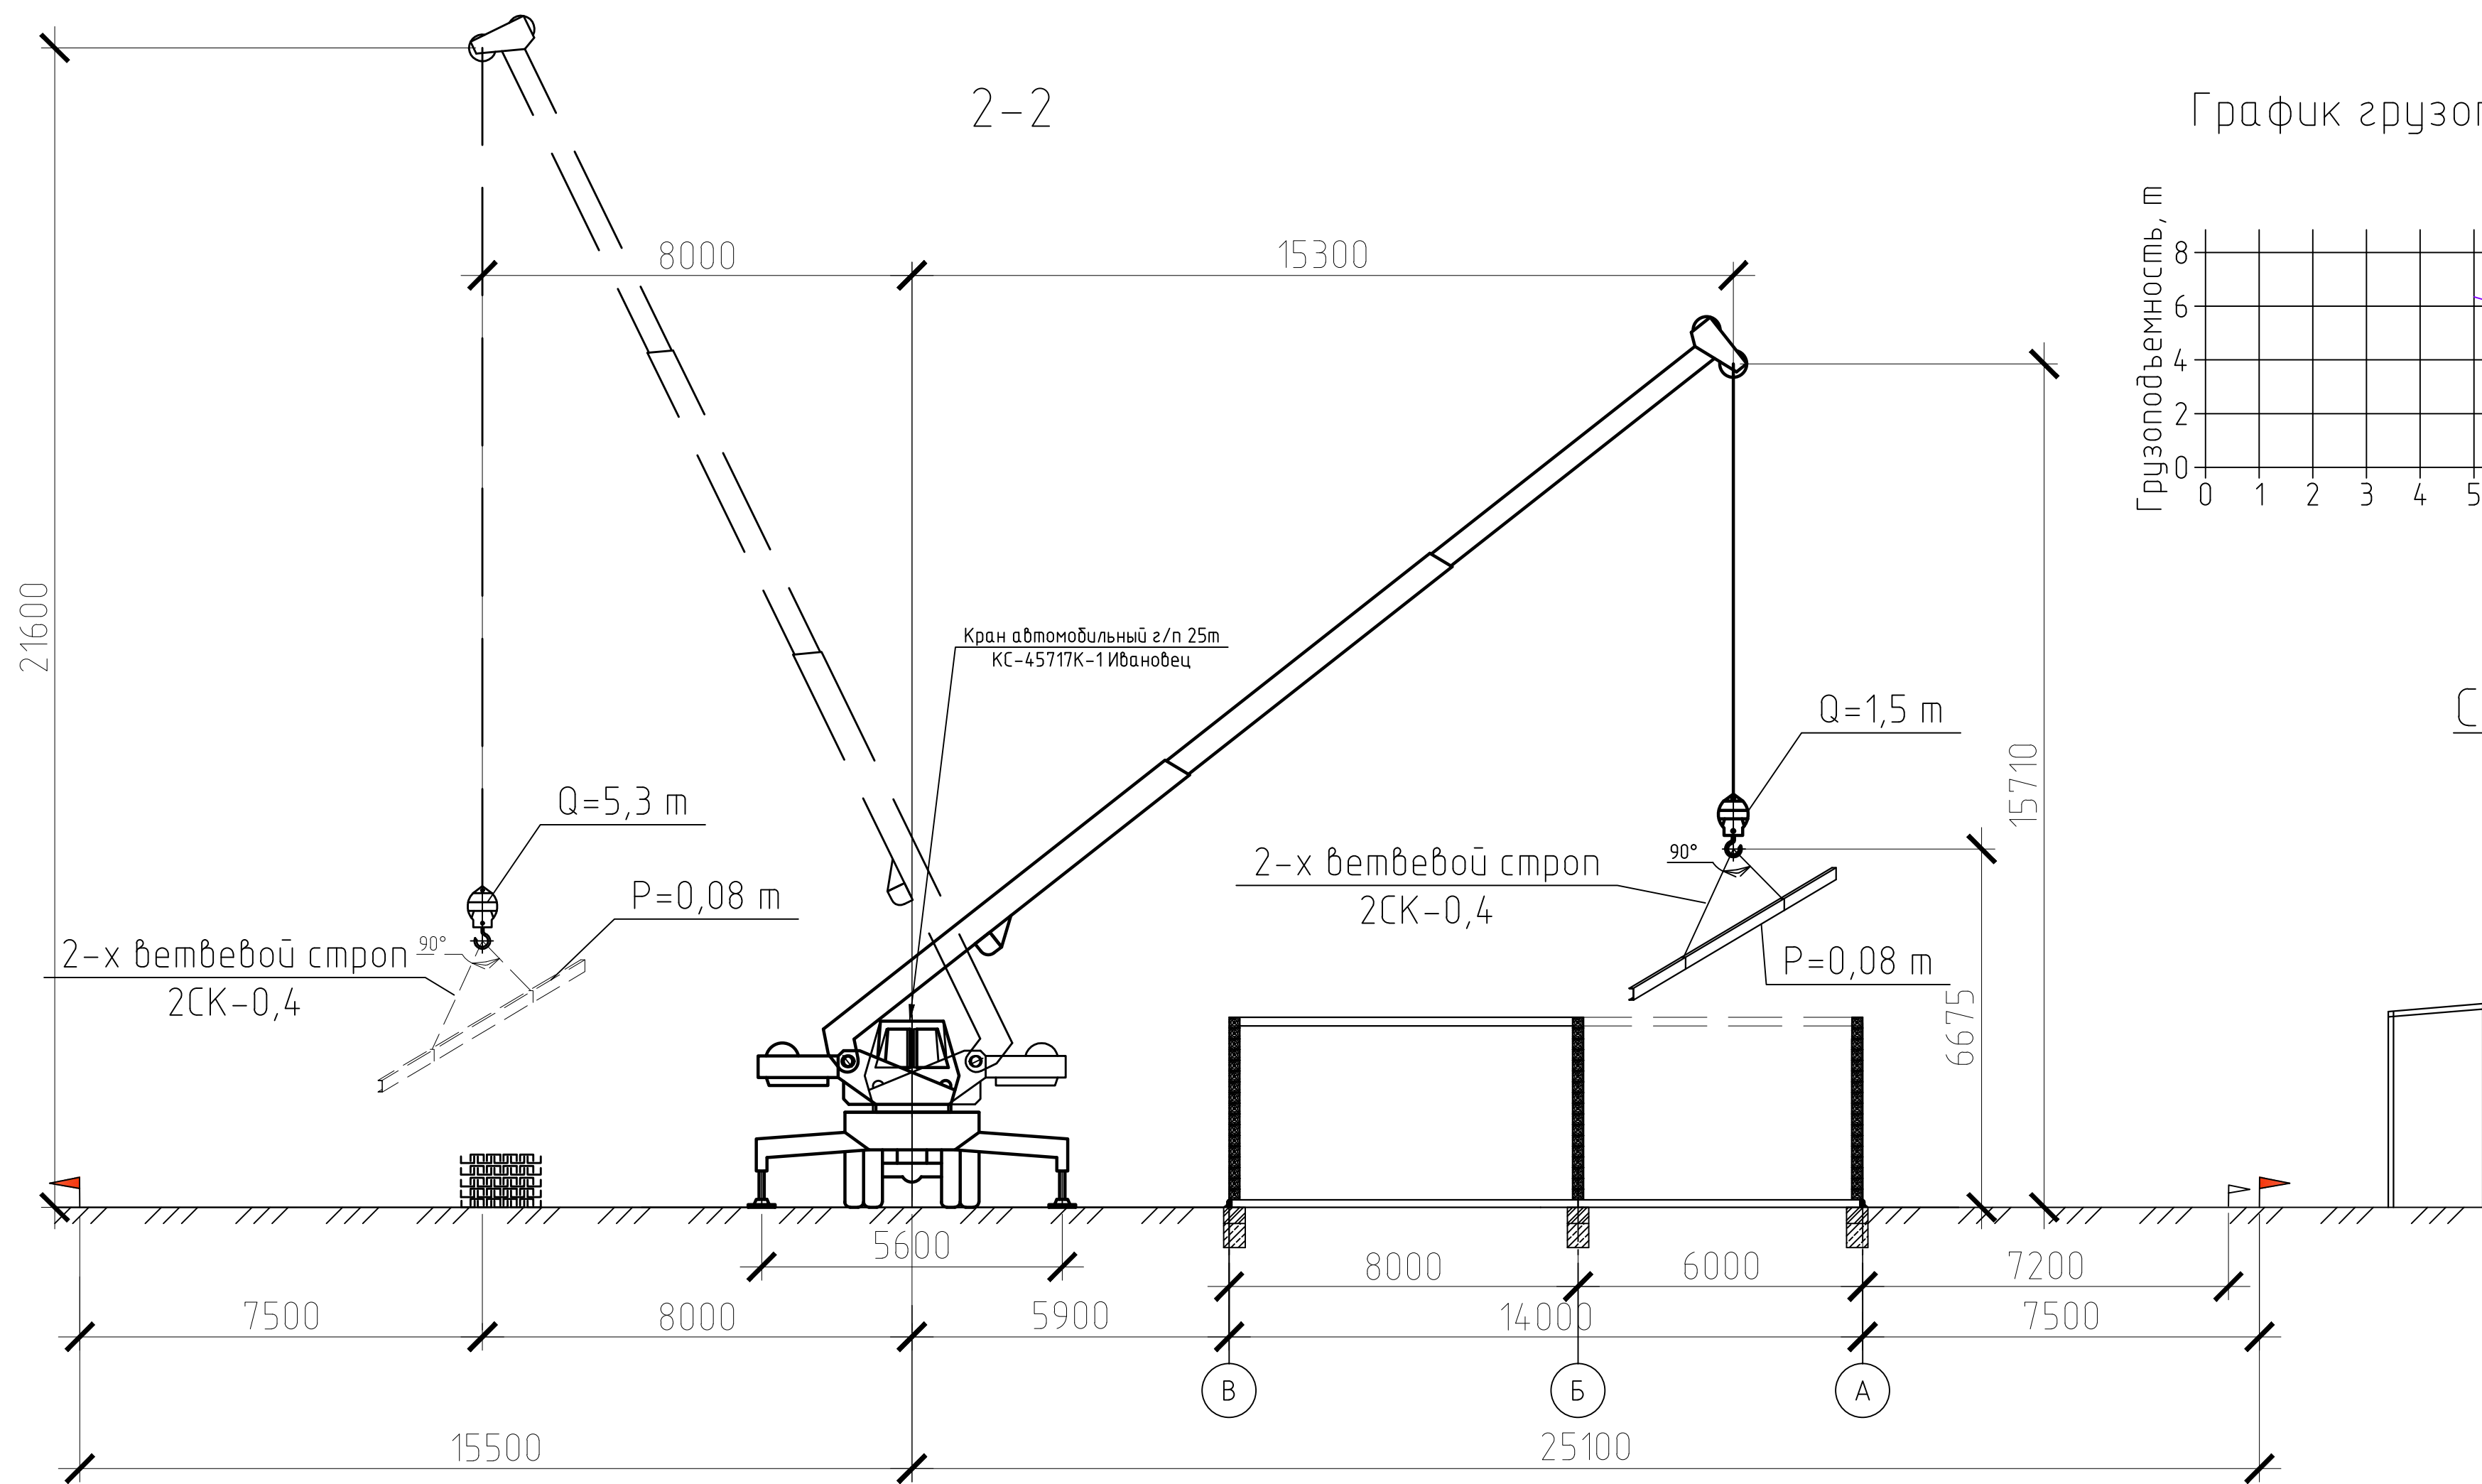 2-2
График грузоп
Грузоподъемность, т
8
6
4
2
0
0 1 2 3 4 5
8000
15300
21600
Кран автомобильный г/п 25т
КС-45717К-1 Ивановец
Q=1,5 т
15710
Q=5,3 т
Р=0,08 т
2-х ветвевой строп
2СК-0,4
90°
2-х ветвевой строп
2СК-0,4
90°
Р=0,08 т
6675
С
5600
8000
6000
7200
7500
8000
5900
14000
7500
В
Б
А
15500
25100